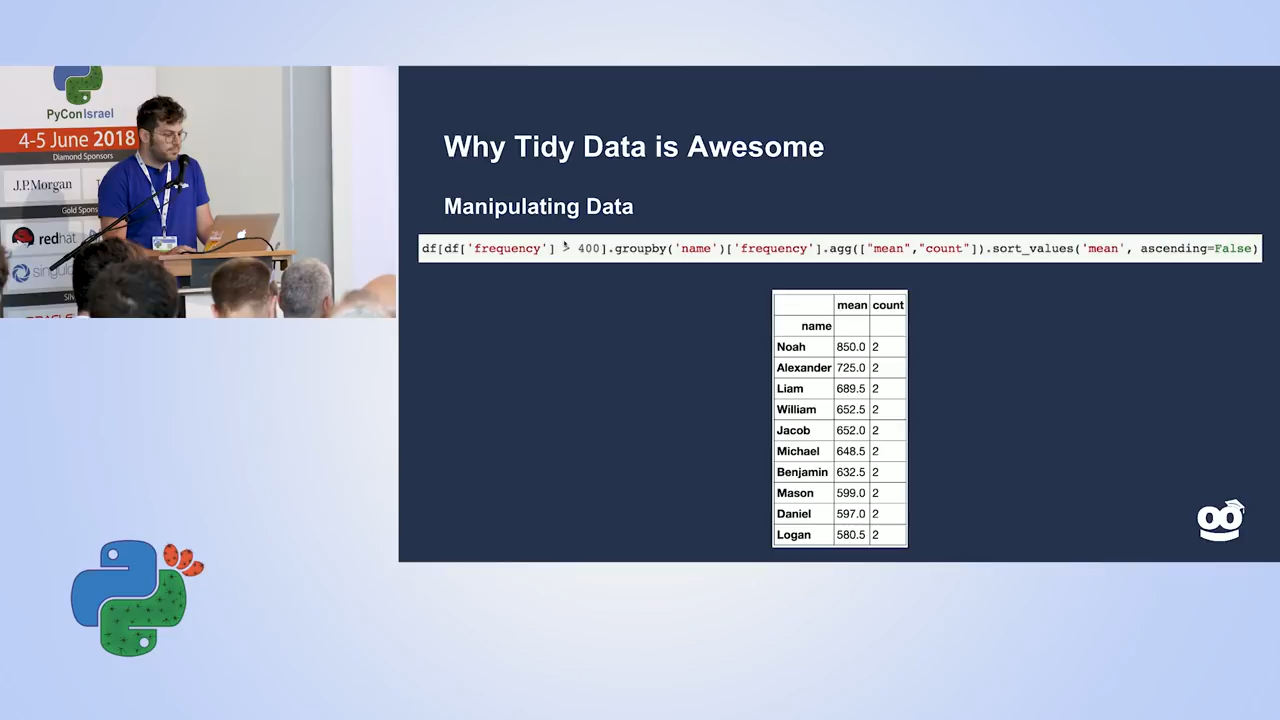 PyConIsrael
4-5 June 2018
Diamond Sponsors
J.P.Morgan
Gold Spons
redhat
singul
Why Tidy Data is Awesome
Manipulating Data
df[df['frequency'] > 400].groupby('name')['frequency'].agg(["mean","count"]).sort_values('mean', ascending=False)
mean count
name
Noah 850.0 2
Alexander 725.0 2
Liam 689.5 2
William 652.5 2
Jacob 652.0 2
Michael 648.5 2
Benjamin 632.5 2
Mason 599.0 2
Daniel 597.0 2
Logan 580.5 2